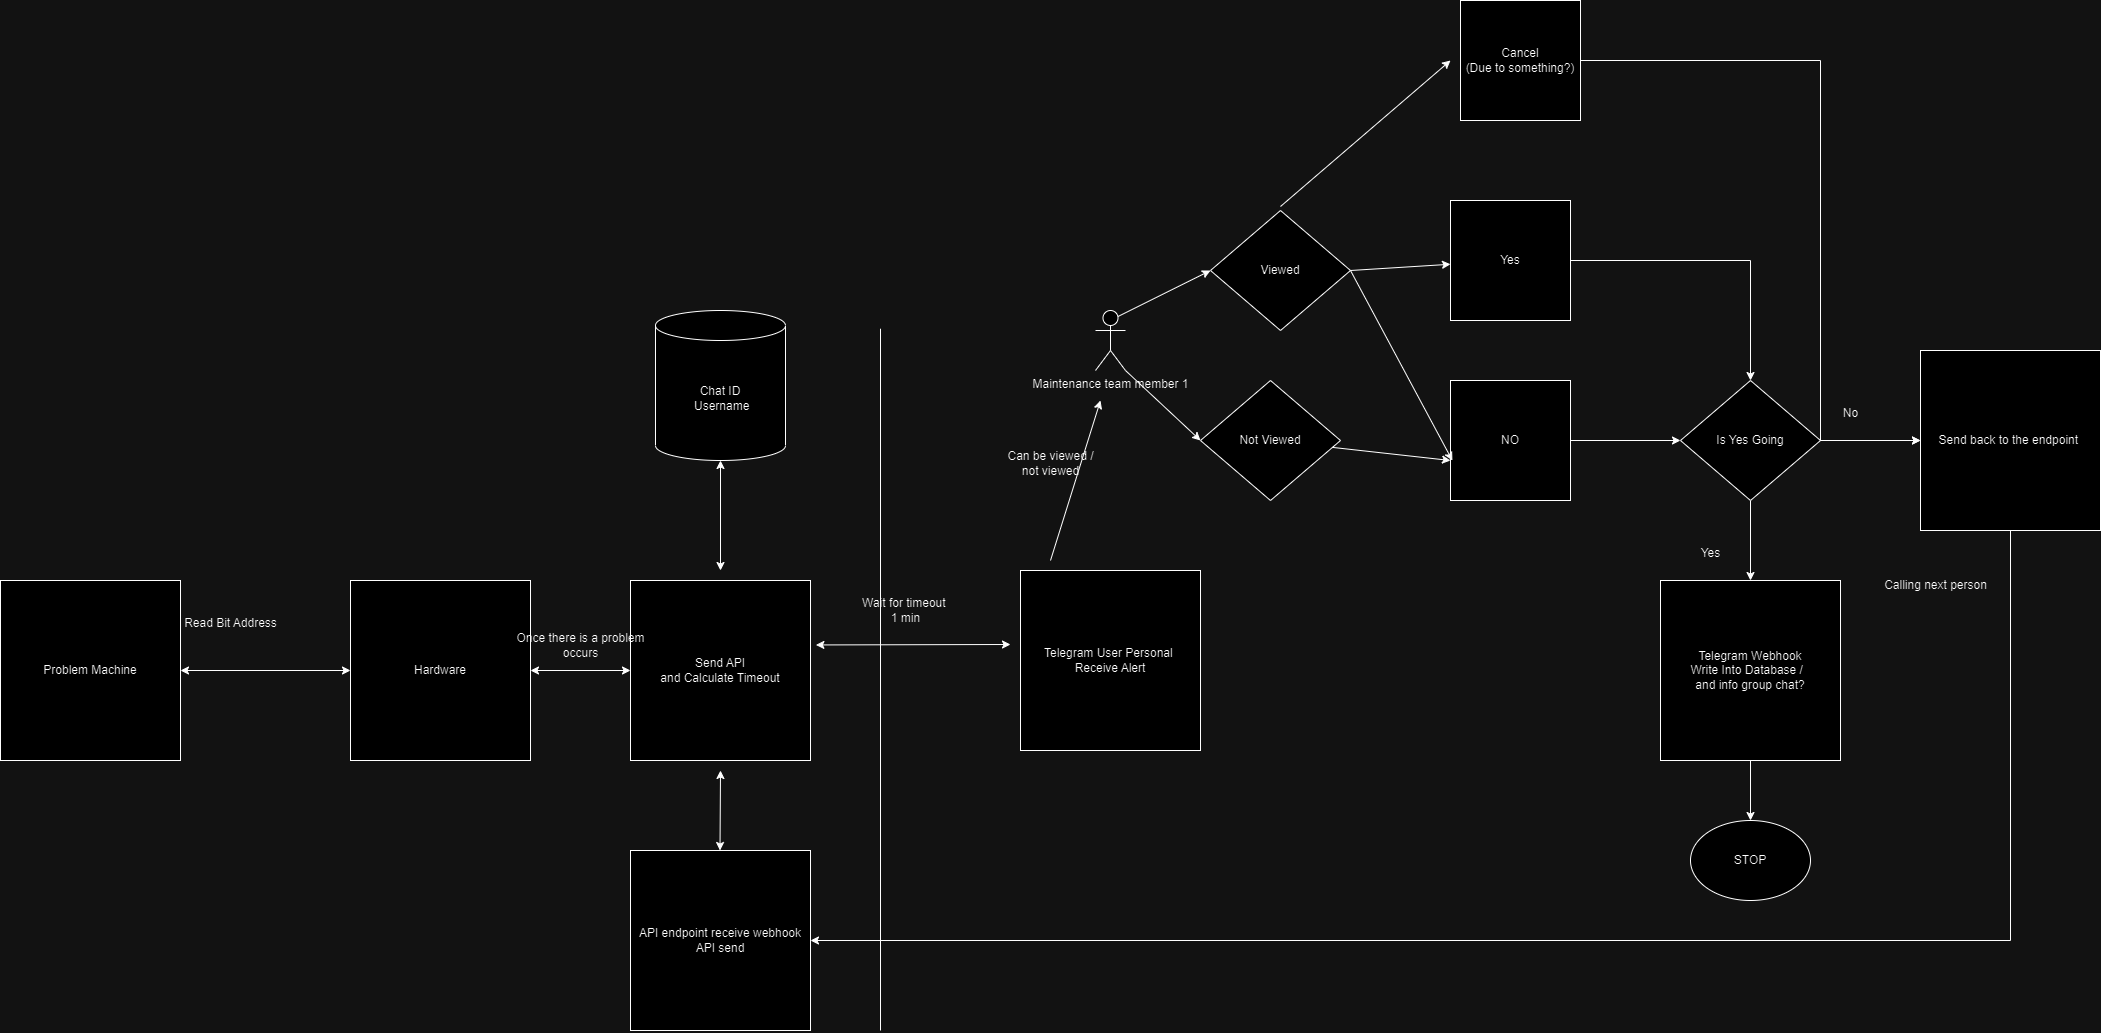 Cancel
(Due to something?)
Viewed
Yes
Maintenance team member 1
Chat ID
Username
Can be viewed /
not viewed
Not Viewed
NO
Is Yes Going
No
Send back to the endpoint
Yes
Calling next person
Problem Machine
Read Bit Address
Hardware
Once there is a problem
occurs
Send API
and Calculate Timeout
Wait for timeout
1 min
Telegram User Personal
Receive Alert
Telegram Webhook
Write Into Database /
and info group chat?
STOP
API endpoint receive webhook
API send